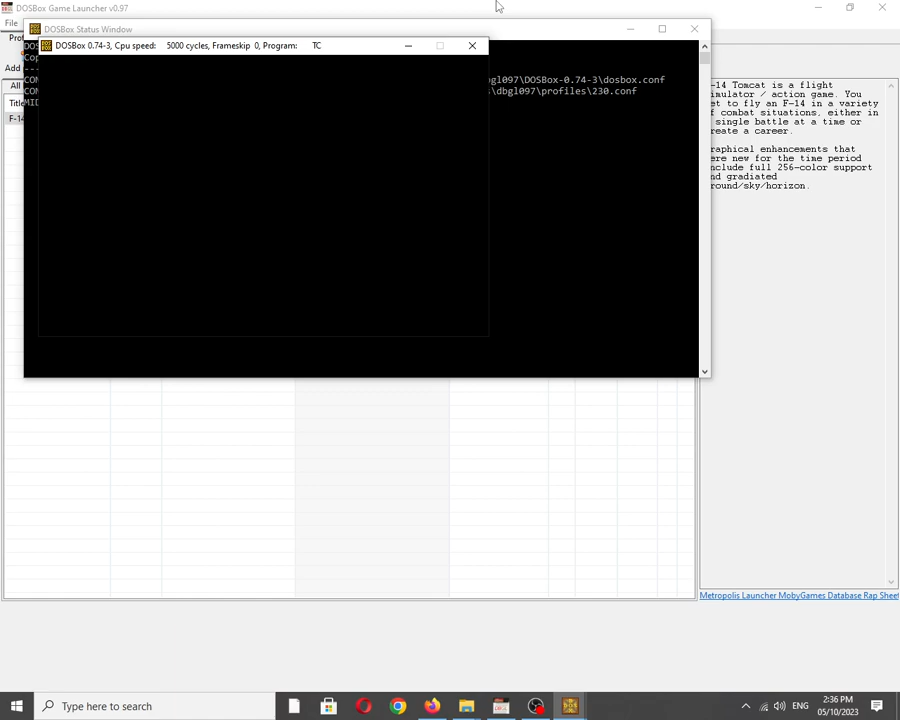 DOSBox Game Launcher v0.97
File
DOSBox Status Window
Add
All
DOSBox 0.74-3, Cpu speed: 5000 cycles, Frameskip 0, Program: TC
bgl097\DOSBox-0.74-3\dosbox.conf
s\dbgl097\profiles\230.conf
-14 Tomcat is a flight
imulator / action game. You
et to fly an F-14 in a variety
f combat situations, either in
single battle at a time or
reate a career.
raphical enhancements that
ere new for the time period
nclude full 256-color support
nd gradiated
round/sky/horizon.
Metropolis Launcher MobyGames Database Rap Sheet
Type here to search
ENG
2:36 PM
05/10/2023